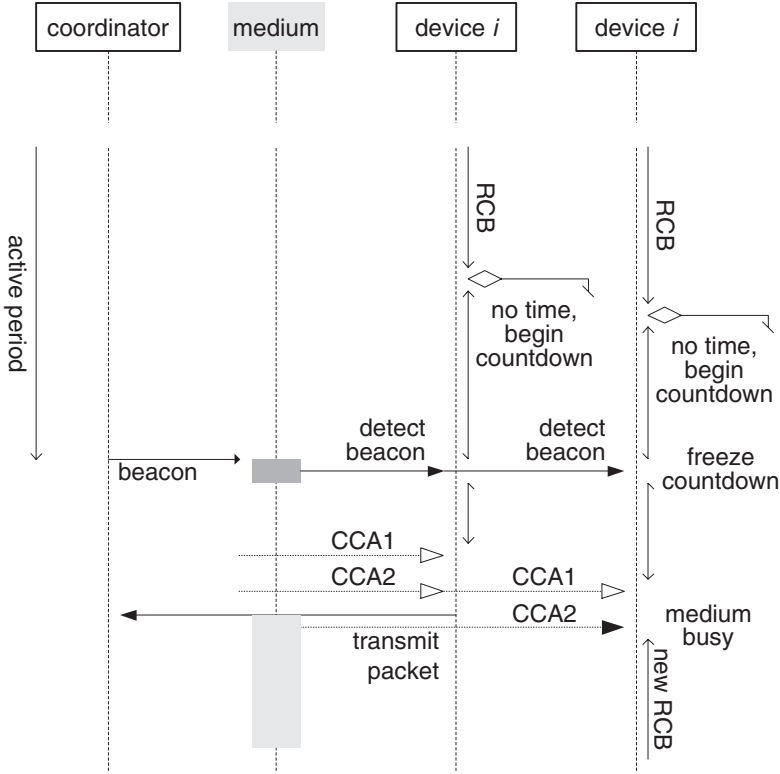 coordinator
medium
device i
device i
active period
RCB
RCB
no time,
begin
countdown
no time,
begin
countdown
beacon
detect
beacon
detect
beacon
freeze
countdown
CCA1
CCA2
CCA1
CCA2
transmit
packet
medium
busy
new RCB